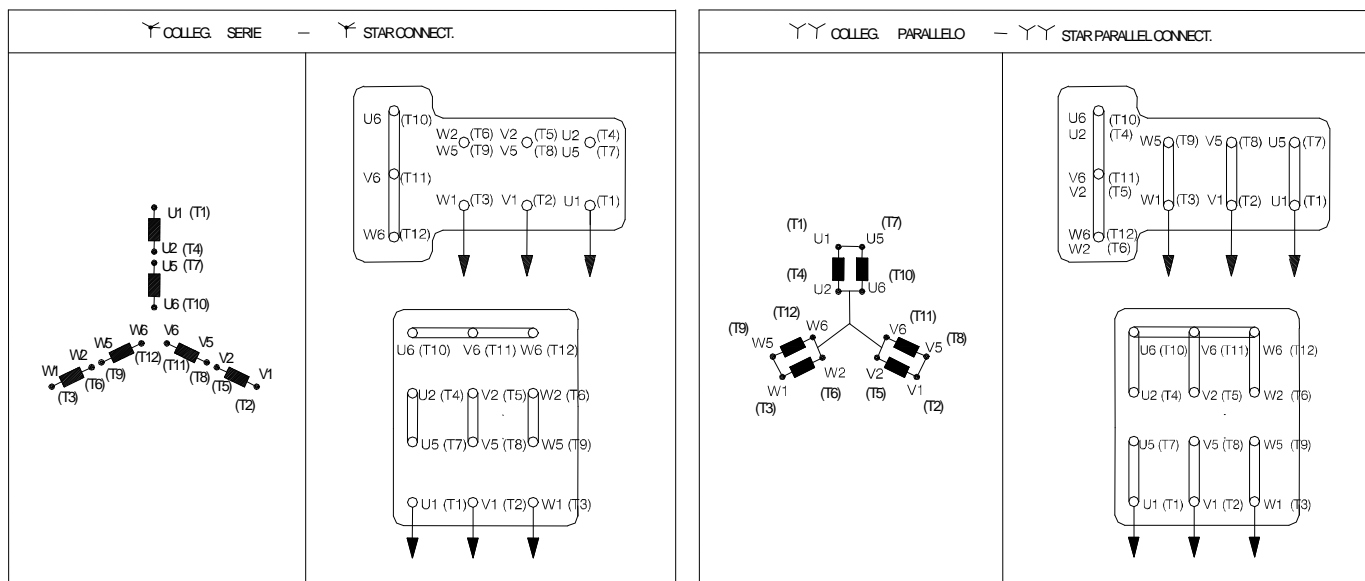 COLLEG. SERIE — STAR CONNECT.
U1 (T1)
U2 (T4)
U5 (T7)
U6 (T10)
W6 V6
W5 V5
W2 (T12) (T11) V2
W1 (T9) (T8) V1
(T6) (T5)
(T3) (T2)
U6 (T10)
W2 (T6) V2 (T5) U2 (T4)
W5 (T9) V5 (T8) U5 (T7)
V6 (T11)
W1 (T3) V1 (T2) U1 (T1)
W6 (T12)
U6 (T10) V6 (T11) W6 (T12)
U2 (T4) V2 (T5) W2 (T6)
U5 (T7) V5 (T8) W5 (T9)
U1 (T1) V1 (T2) W1 (T3)
COLLEG. PARALLELO — STAR PARALLEL CONNECT.
(T1) (T7)
U1 U5
(T4) (T10)
U2 U6
(T12) (T11)
(T9) W6 V6 (T8)
W5 V5
W2 V2
W1 (T6) (T5) V1
(T3) (T2)
U6 (T10)
U2 (T4)
W5 (T9) V5 (T8) U5 (T7)
V6 (T11)
V2 (T5)
W1 (T3) V1 (T2) U1 (T1)
W6 (T12)
W2 (T6)
U6 (T10) V6 (T11) W6 (T12)
U2 (T4) V2 (T5) W2 (T6)
U5 (T7) V5 (T8) W5 (T9)
U1 (T1) V1 (T2) W1 (T3)